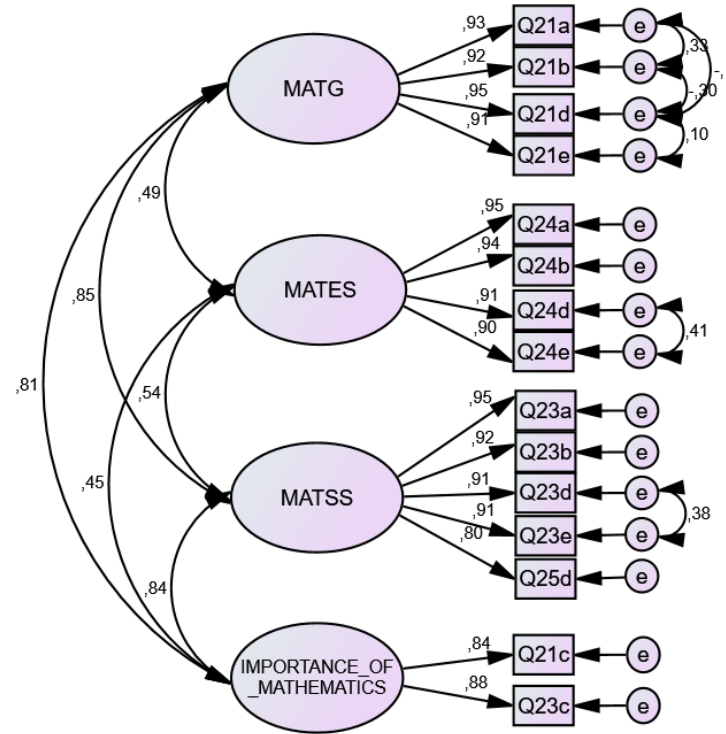 ,93
Q21a
e
,33
-,
,92
Q21b
e
-,30
MATG
,95
Q21d
e
,10
,91
Q21e
e
,49
,95
Q24a
e
,94
Q24b
e
MATES
,91
Q24d
e
,41
,90
Q24e
e
,85
,81
,54
,95
Q23a
e
,92
Q23b
e
,45
MATSS
,91
Q23d
e
,38
,91
Q23e
e
,80
Q25d
e
,84
IMPORTANCE_OF
_MATHEMATICS
,84
Q21c
e
,88
Q23c
e